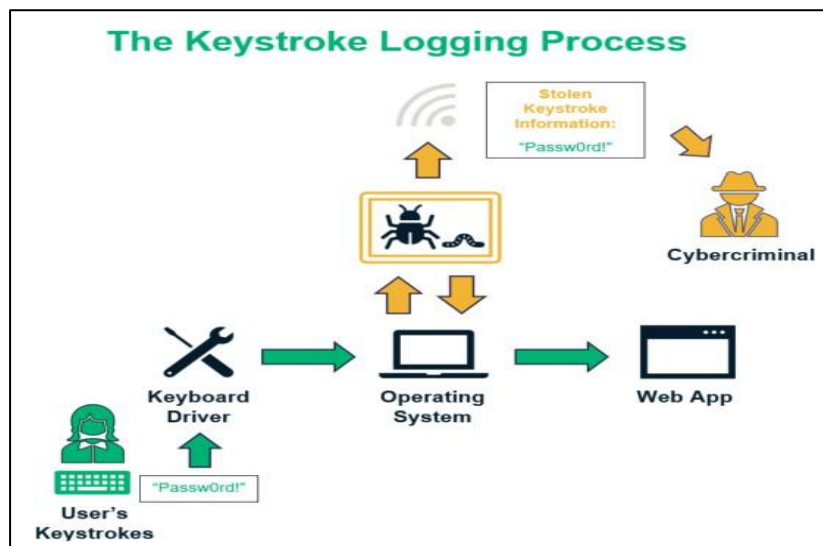 The Keystroke Logging Process
Stolen
Keystroke
Information:
"Passw0rd!"
Cybercriminal
Keyboard
Driver
Operating
System
Web App
"Passw0rd!"
User's
Keystrokes